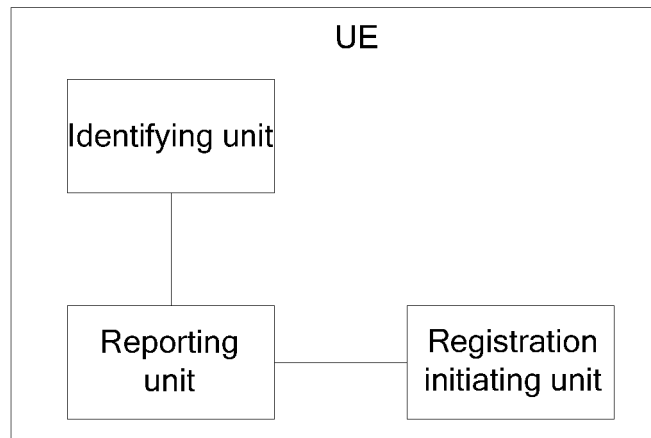 UE
Identifying unit
Reporting
unit
Registration
initiating unit